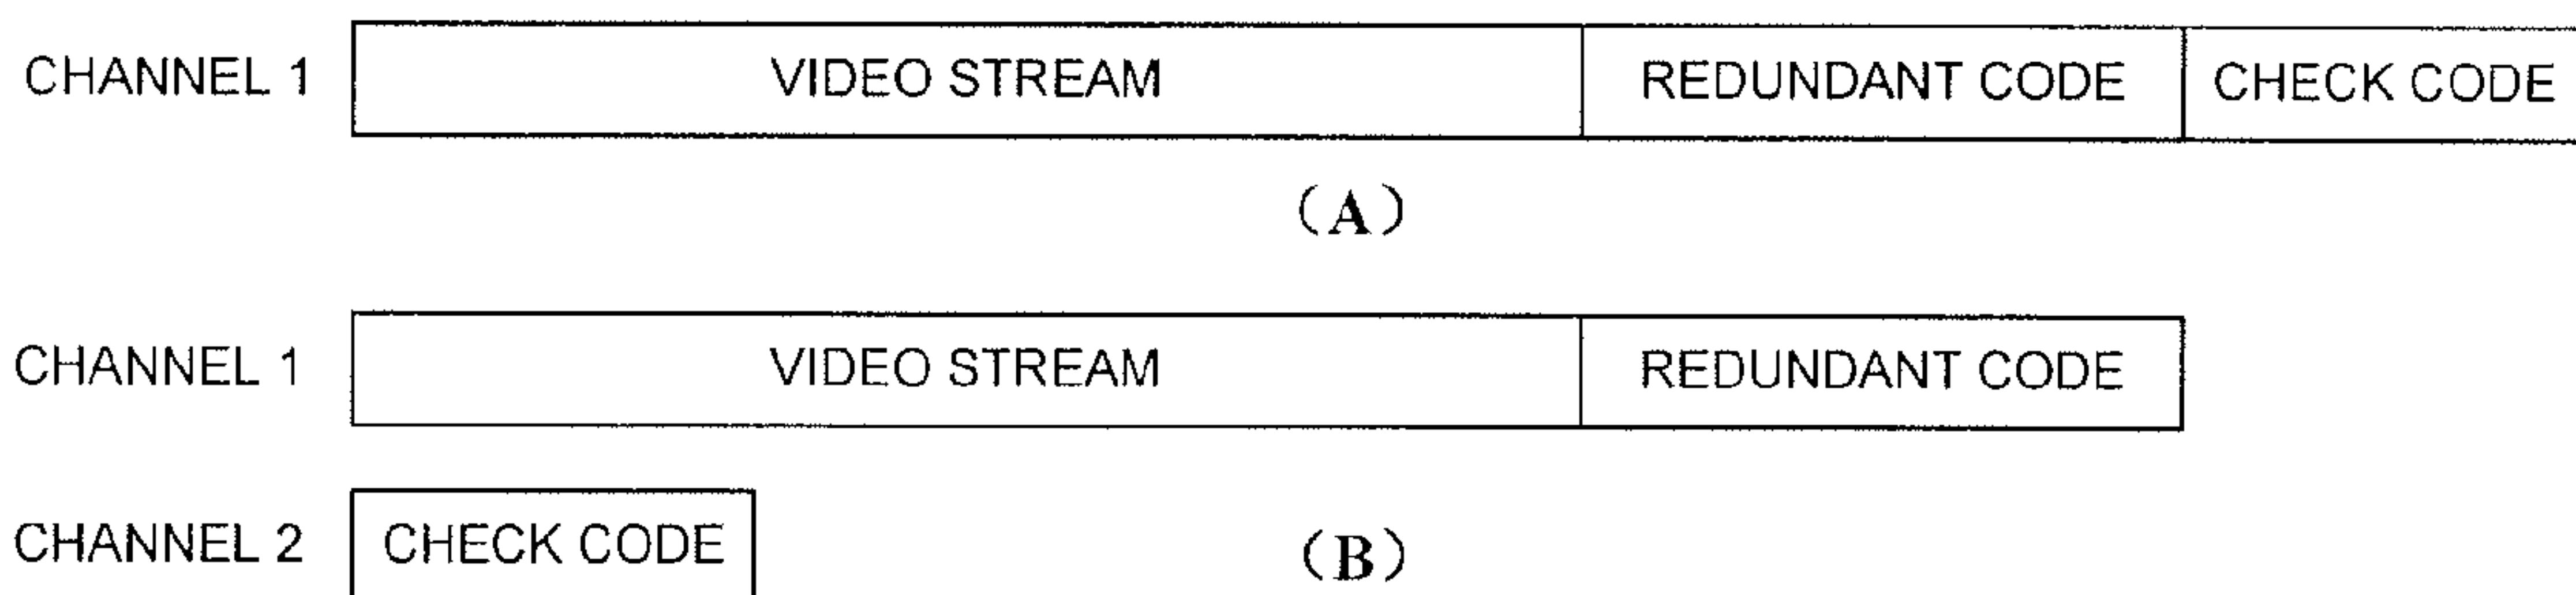 CHANNEL 1 VIDEO STREAM REDUNDANT CODE CHECK CODE
(A)
CHANNEL 1 VIDEO STREAM REDUNDANT CODE
CHANNEL 2 CHECK CODE (B)